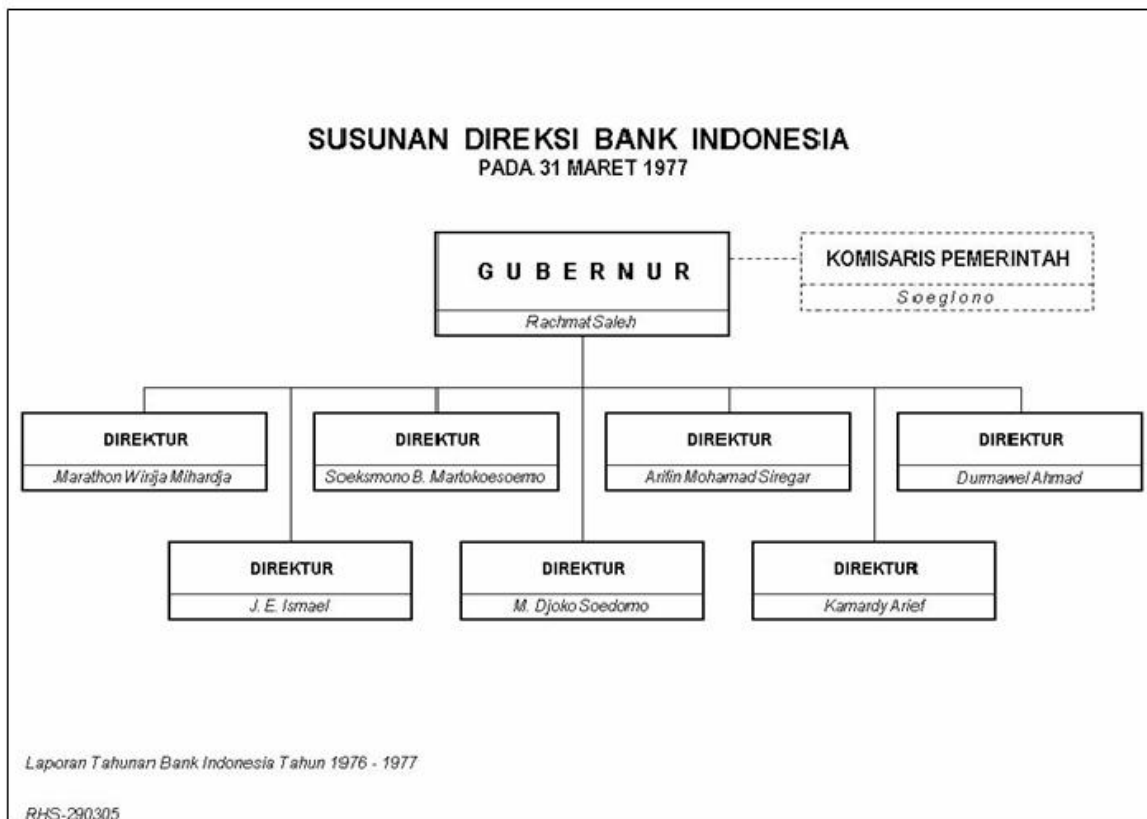 SUSUNAN DIREKSI BANK INDONESIA
PADA 31 MARET 1977
GUBERNUR
Rachmat Saleh
KOMISARIS PEMERINTAH
Soegiono
DIREKTUR
Marathon Wirija Mihardja
DIREKTUR
Soeksmono B. Martokoesoemo
DIREKTUR
Arifin Mohamad Siregar
DIREKTUR
Durmawel Ahmad
DIREKTUR
J. E. Ismael
DIREKTUR
M. Djoko Soedomo
DIREKTUR
Kamardy Arief
Laporan Tahunan Bank Indonesia Tahun 1976 - 1977
RHS-290305